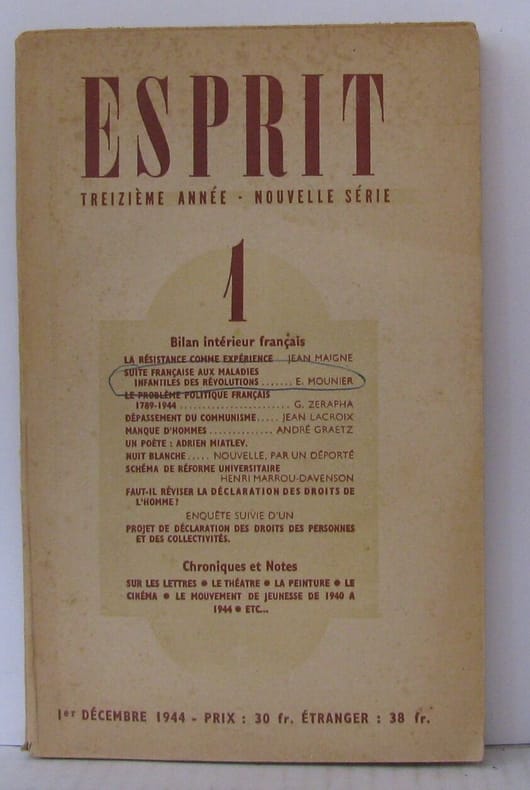 ESPRIT
TREIZIÈME ANNÉE - NOUVELLE SÉRIE
1
Bilan intérieur français
LA RÉSISTANCE COMME EXPÉRIENCE JEAN MAIGNE
SUITE FRANÇAISE AUX MALADIES
INFANTILES DES RÉVOLUTIONS ....... E. MOUNIER
LE PROBLÈME POLITIQUE FRANÇAIS
1789-1944 ........................ G. ZERAPHA
DÉPASSEMENT DU COMMUNISME ..... JEAN LACROIX
MANQUE D'HOMMES .............. ANDRÉ GRAETZ
UN POÈTE : ADRIEN MIATLEV.
NUIT BLANCHE ..... NOUVELLE, PAR UN DÉPORTÉ
SCHÉMA DE RÉFORME UNIVERSITAIRE
HENRI MARROU-DAVENSON
FAUT-IL RÉVISER LA DÉCLARATION DES DROITS DE
L'HOMME ?
ENQUÊTE SUIVIE D'UN
PROJET DE DÉCLARATION DES DROITS DES PERSONNES
ET DES COLLECTIVITÉS.
Chroniques et Notes
SUR LES LETTRES ● LE THÉATRE ● LA PEINTURE ● LE
CINÉMA ● LE MOUVEMENT DE JEUNESSE DE 1940 A
1944 ● ETC...
1er DÉCEMBRE 1944 - PRIX : 30 fr. ÉTRANGER : 38 fr.